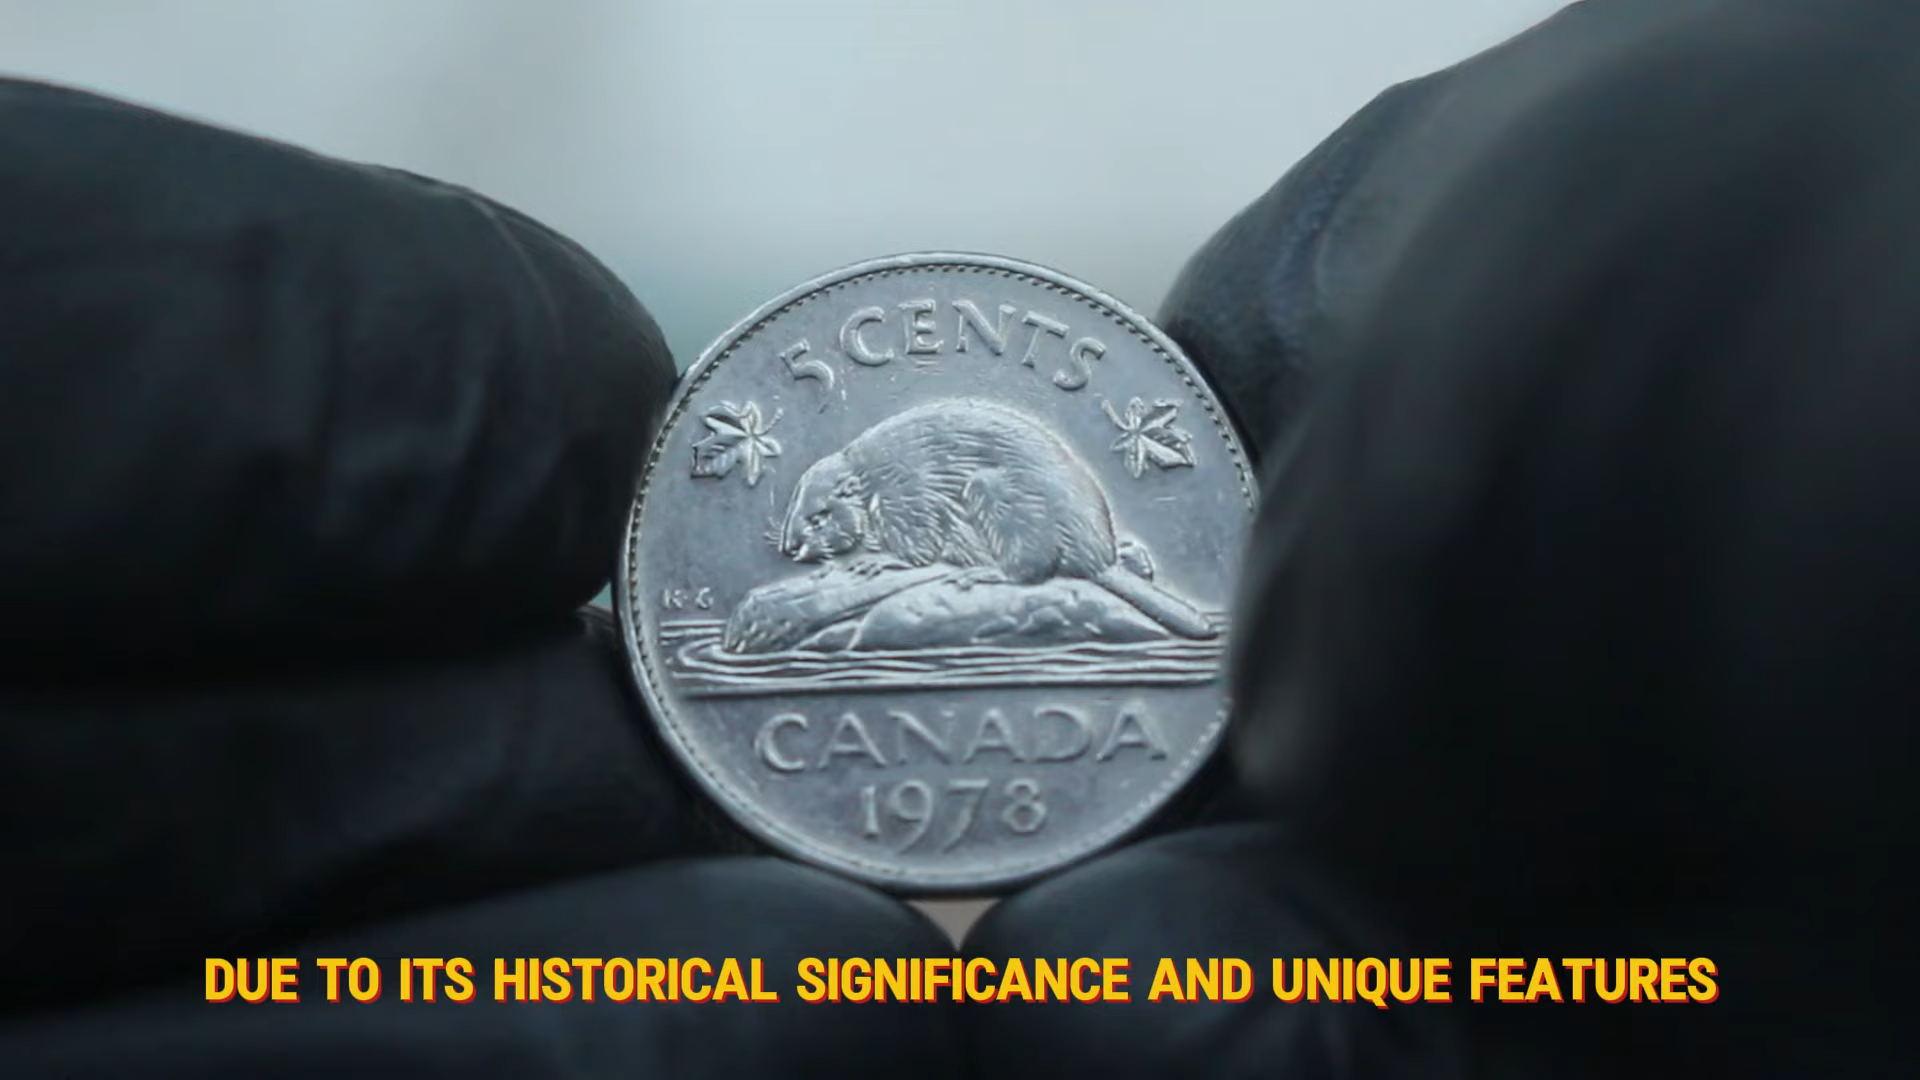 5 CENTS
K·G
CANADA
1978
DUE TO ITS HISTORICAL SIGNIFICANCE AND UNIQUE FEATURES